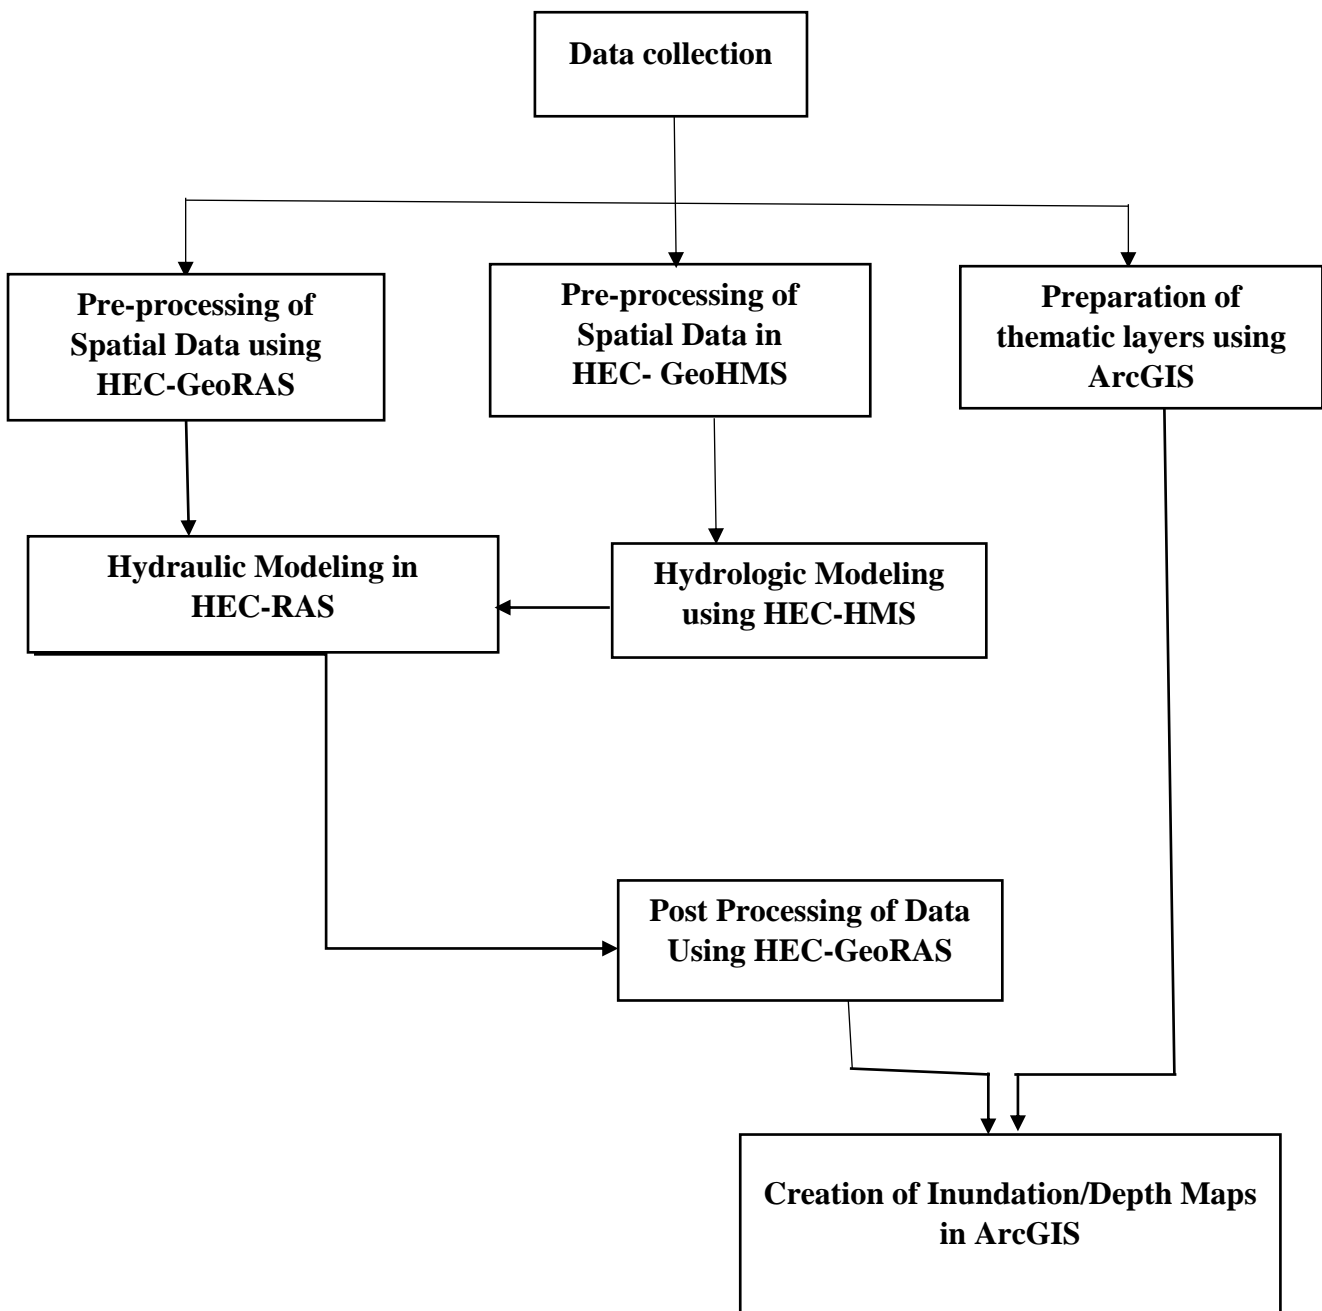 Data collection
Pre-processing of
Spatial Data using
HEC-GeoRAS
Pre-processing of
Spatial Data in
HEC- GeoHMS
Preparation of
thematic layers using
ArcGIS
Hydraulic Modeling in
HEC-RAS
Hydrologic Modeling
using HEC-HMS
Post Processing of Data
Using HEC-GeoRAS
Creation of Inundation/Depth Maps
in ArcGIS